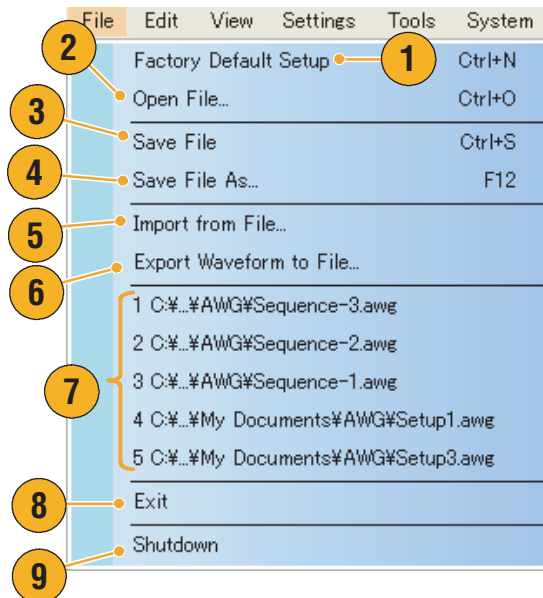 File Edit View Settings Tools System
2 Factory Default Setup 1 Ctrl+N
Open File... Ctrl+O
3 Save File Ctrl+S
4 Save File As... F12
5 Import from File...
6 Export Waveform to File...
1 C:¥...¥AWG¥Sequence-3.awg
2 C:¥...¥AWG¥Sequence-2.awg
7 3 C:¥...¥AWG¥Sequence-1.awg
4 C:¥...¥My Documents¥AWG¥Setup1.awg
5 C:¥...¥My Documents¥AWG¥Setup3.awg
8 Exit
9 Shutdown